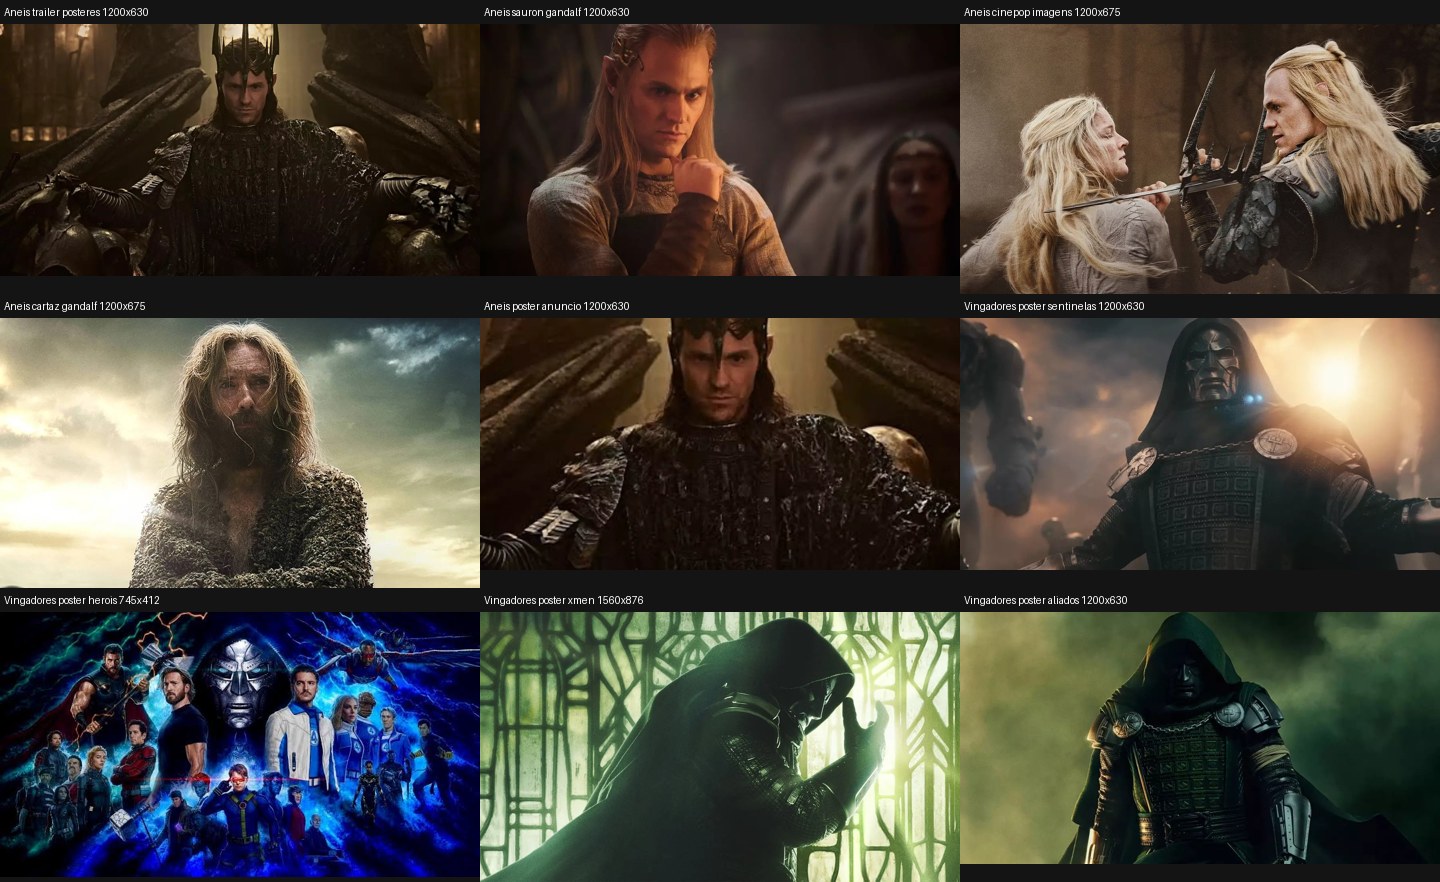 Aneis trailer posteres 1200x630
Aneis sauron gandalf 1200x630
Aneis cinepop imagens 1200x675
Aneis cartaz gandalf 1200x675
Aneis poster anuncio 1200x630
Vingadores poster sentinelas 1200x630
Vingadores poster herois 745x412
Vingadores poster xmen 1560x876
Vingadores poster aliados 1200x630